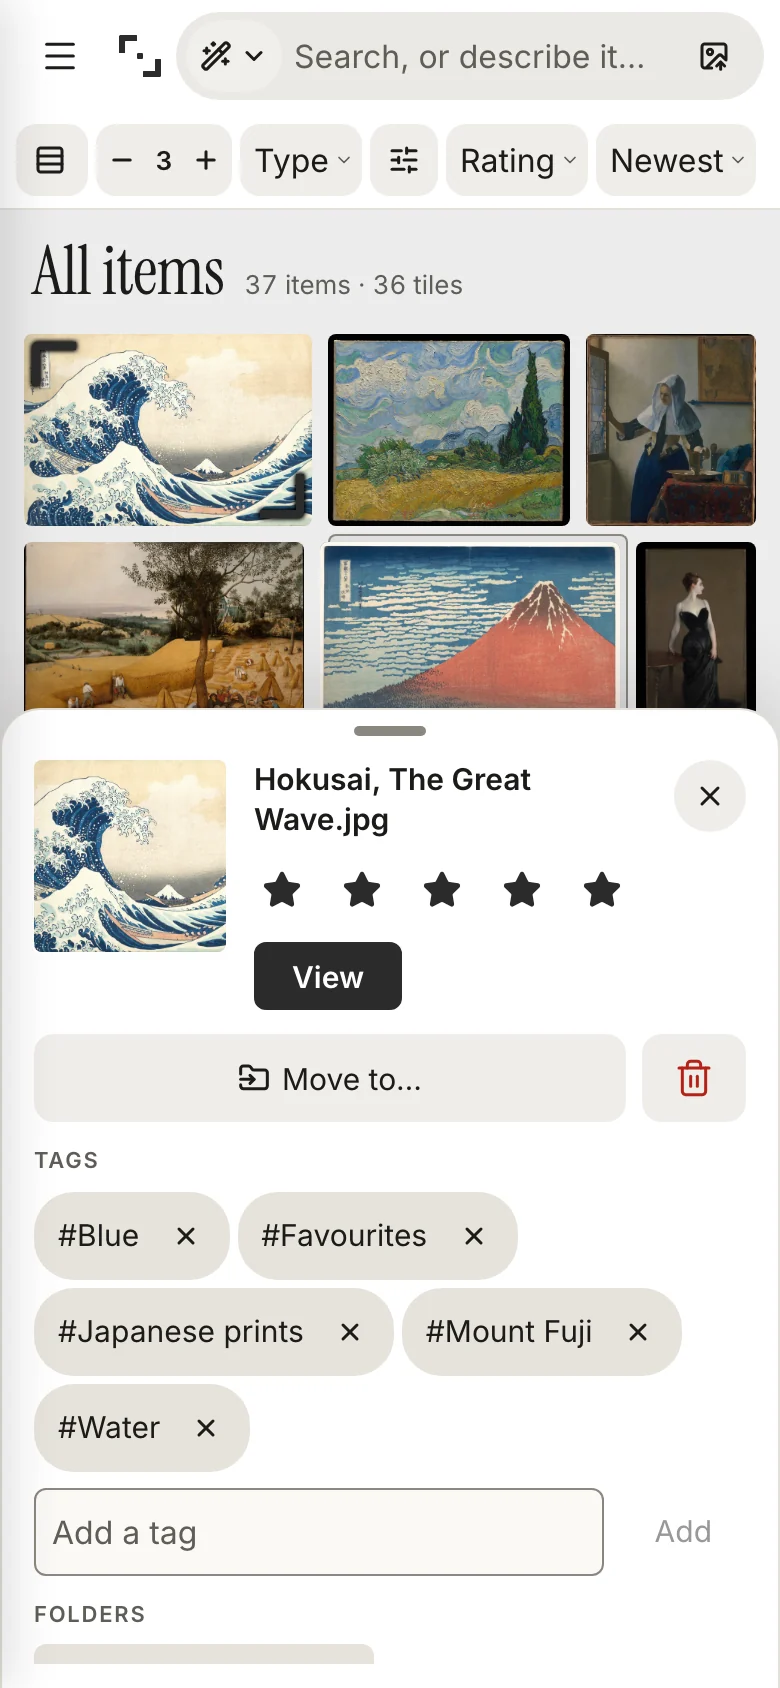 Search, or describe it...
3
Type
Rating
Newest
All items
37 items · 36 tiles
Hokusai, The Great
Wave.jpg
View
Move to...
TAGS
#Blue
#Favourites
#Japanese prints
#Mount Fuji
#Water
Add a tag
Add
FOLDERS